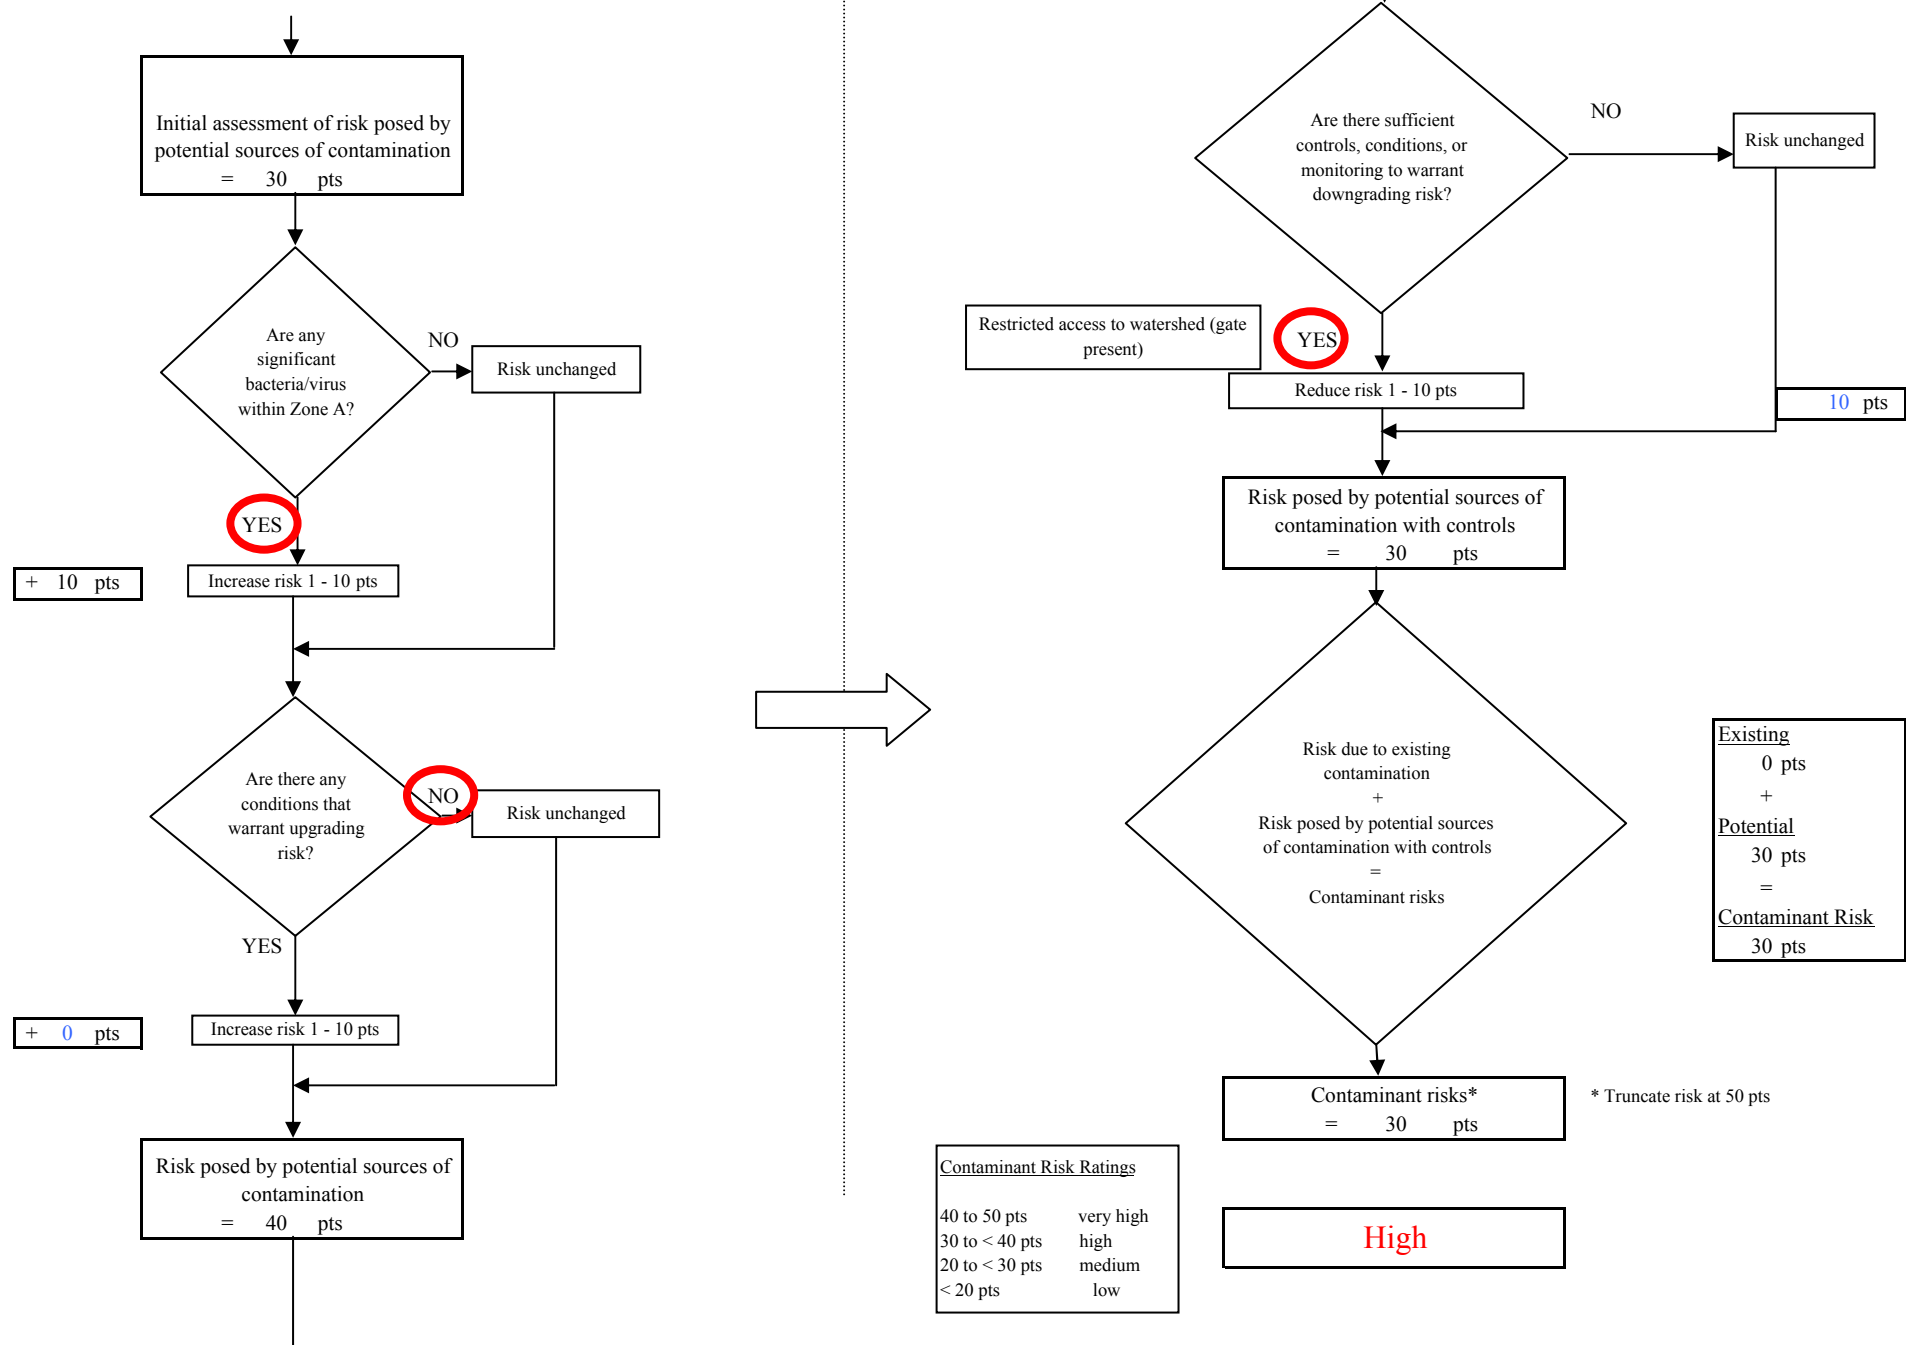 Initial assessment of risk posed by
potential sources of contamination
= 30 pts
Are any
significant
bacteria/virus
within Zone A?
NO
Risk unchanged
YES
+ 10 pts
Increase risk 1 - 10 pts
Are there any
conditions that
warrant upgrading
risk?
NO
Risk unchanged
YES
+ 0 pts
Increase risk 1 - 10 pts
Risk posed by potential sources of
contamination
= 40 pts
Are there sufficient
controls, conditions, or
monitoring to warrant
downgrading risk?
NO
Risk unchanged
Restricted access to watershed (gate
present)
YES
Reduce risk 1 - 10 pts
10 pts
Risk posed by potential sources of
contamination with controls
= 30 pts
Risk due to existing
contamination
+
Risk posed by potential sources
of contamination with controls
=
Contaminant risks
Existing
0 pts
+
Potential
30 pts
=
Contaminant Risk
30 pts
Contaminant risks*
= 30 pts
* Truncate risk at 50 pts
Contaminant Risk Ratings
40 to 50 pts very high
30 to < 40 pts high
20 to < 30 pts medium
< 20 pts low
High